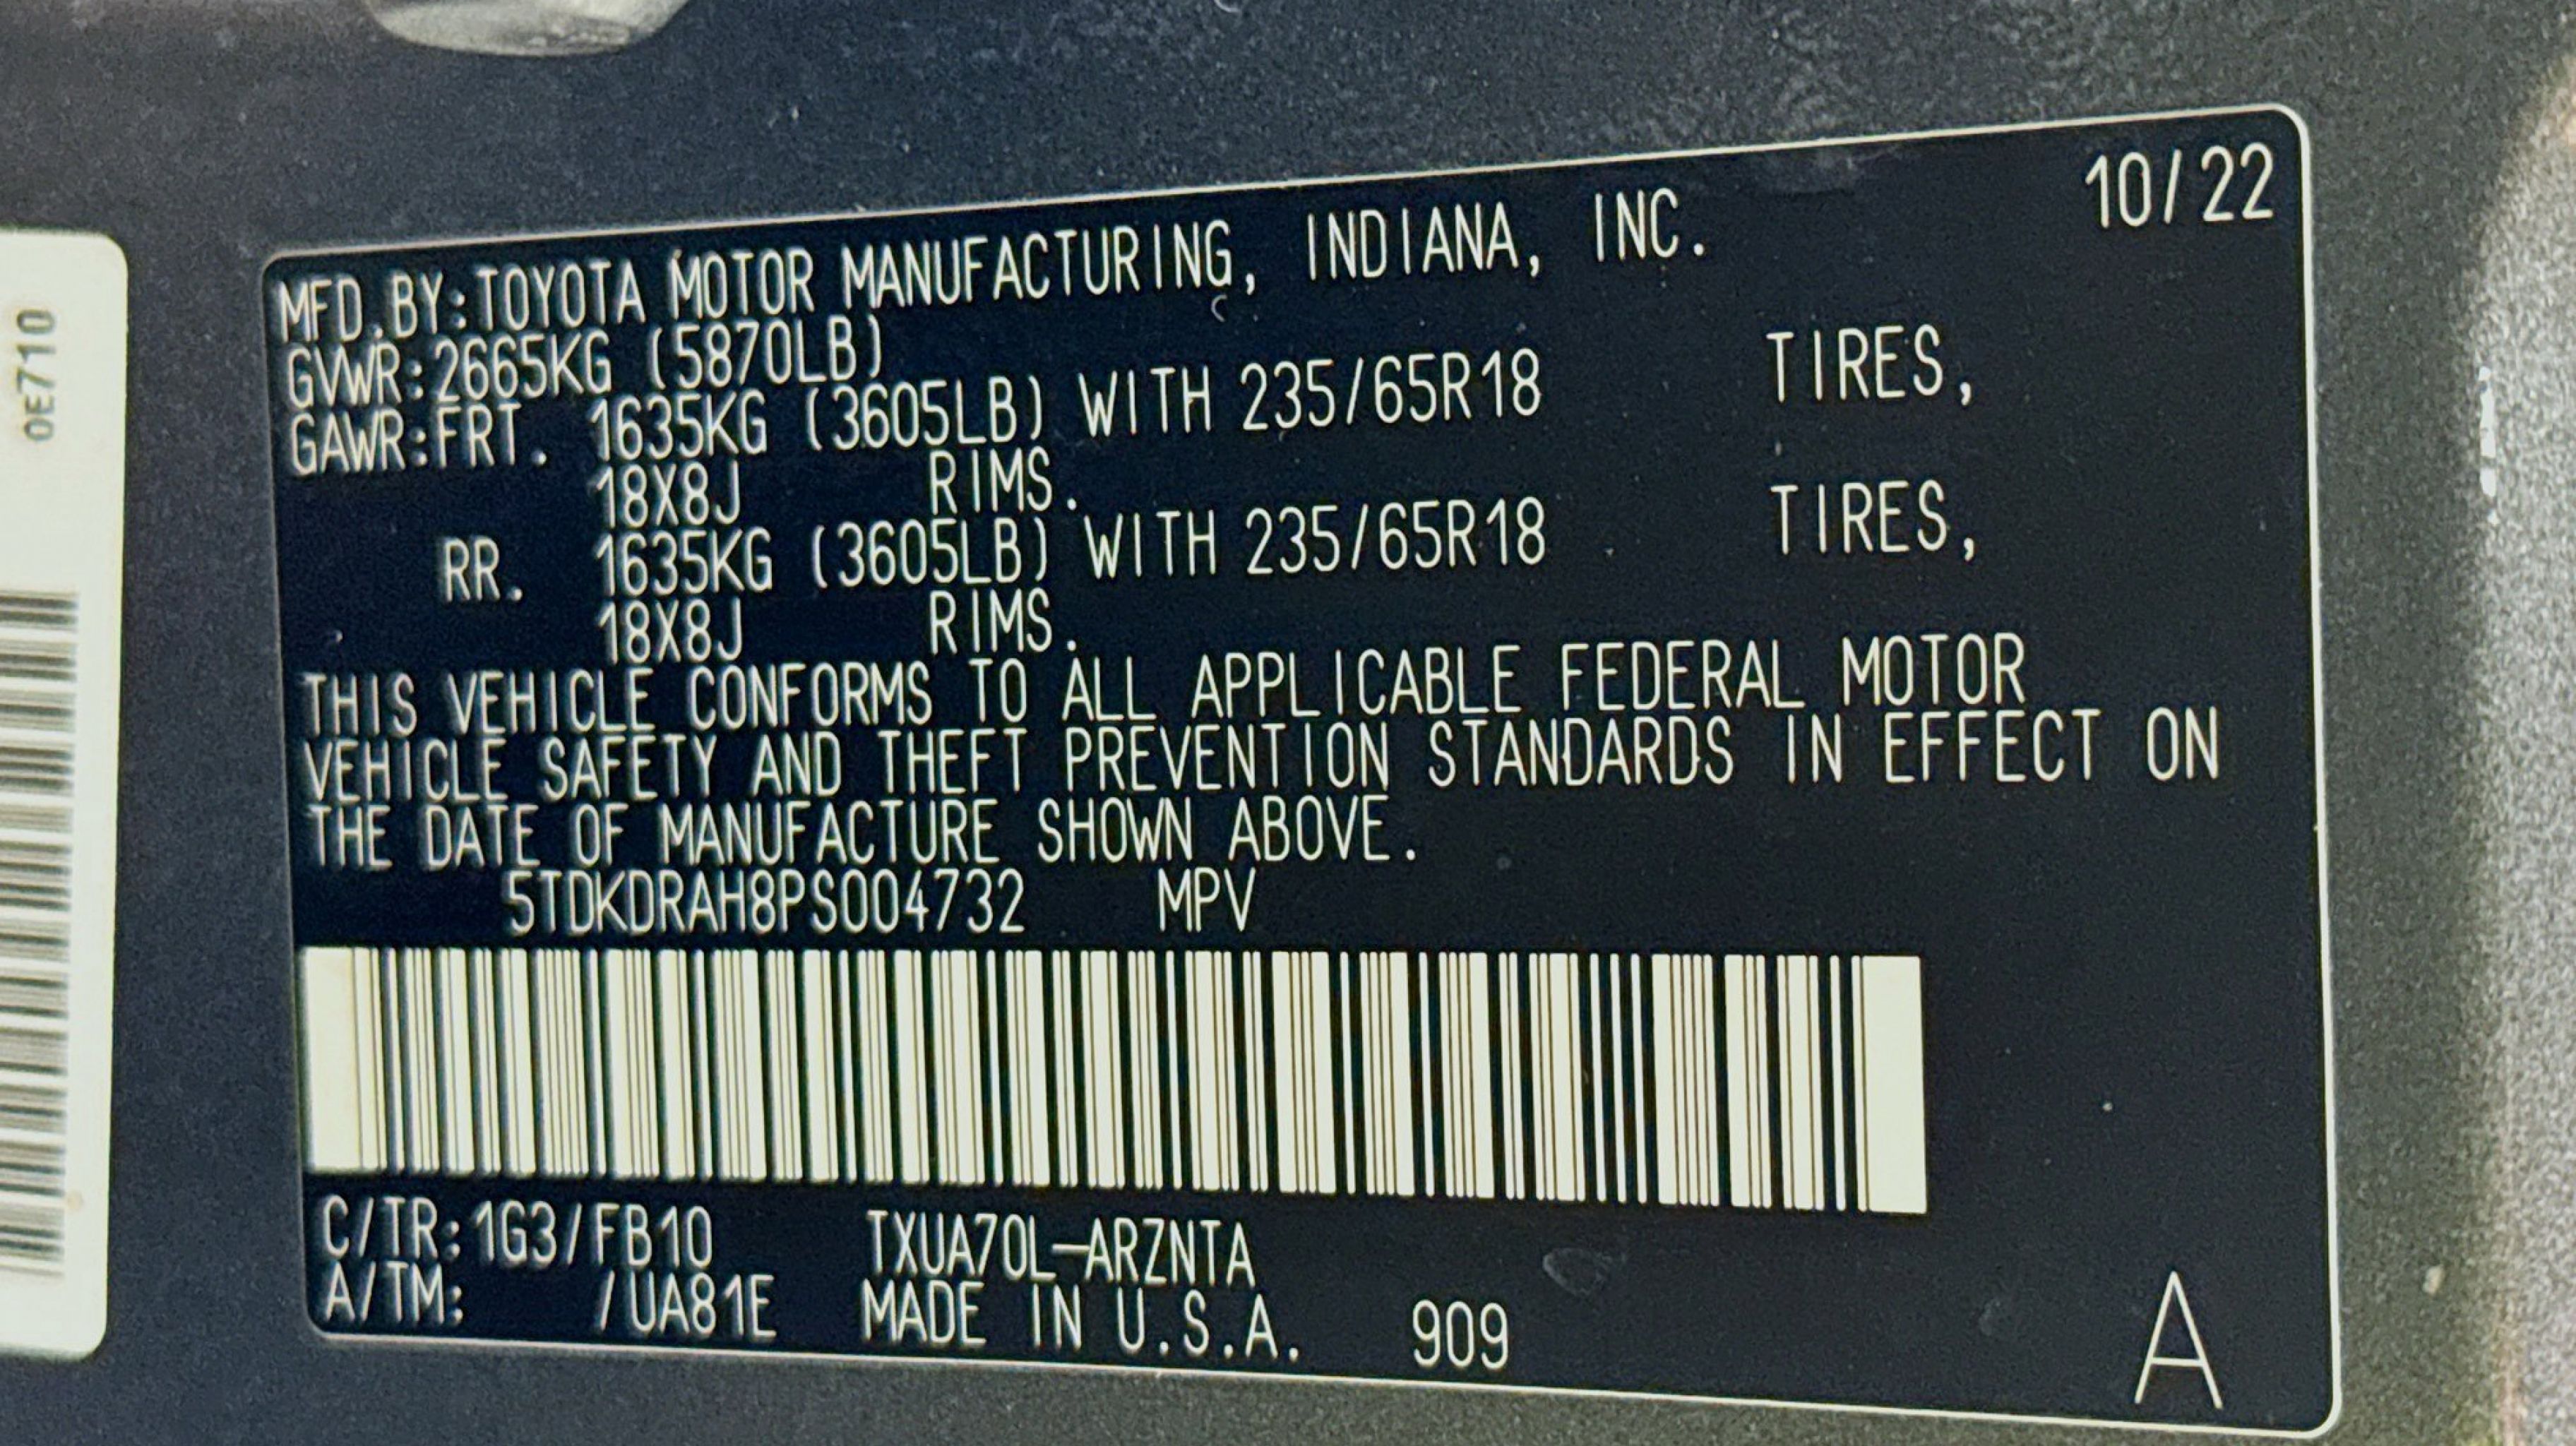 0E710
10/22
MFD.BY:TOYOTA MOTOR MANUFACTURING, INDIANA, INC.
GVWR:2665KG (5870LB)
GAWR:FRT. 1635KG (3605LB) WITH 235/65R18 TIRES,
18X8J RIMS.
RR. 1635KG (3605LB) WITH 235/65R18 TIRES,
18X8J RIMS.
THIS VEHICLE CONFORMS TO ALL APPLICABLE FEDERAL MOTOR
VEHICLE SAFETY AND THEFT PREVENTION STANDARDS IN EFFECT ON
THE DATE OF MANUFACTURE SHOWN ABOVE.
5TDKDRAH8PS004732 MPV
C/TR:1G3/FB10 TXUA70L-ARZNTA
A/TM: /UA81E MADE IN U.S.A. 909
A